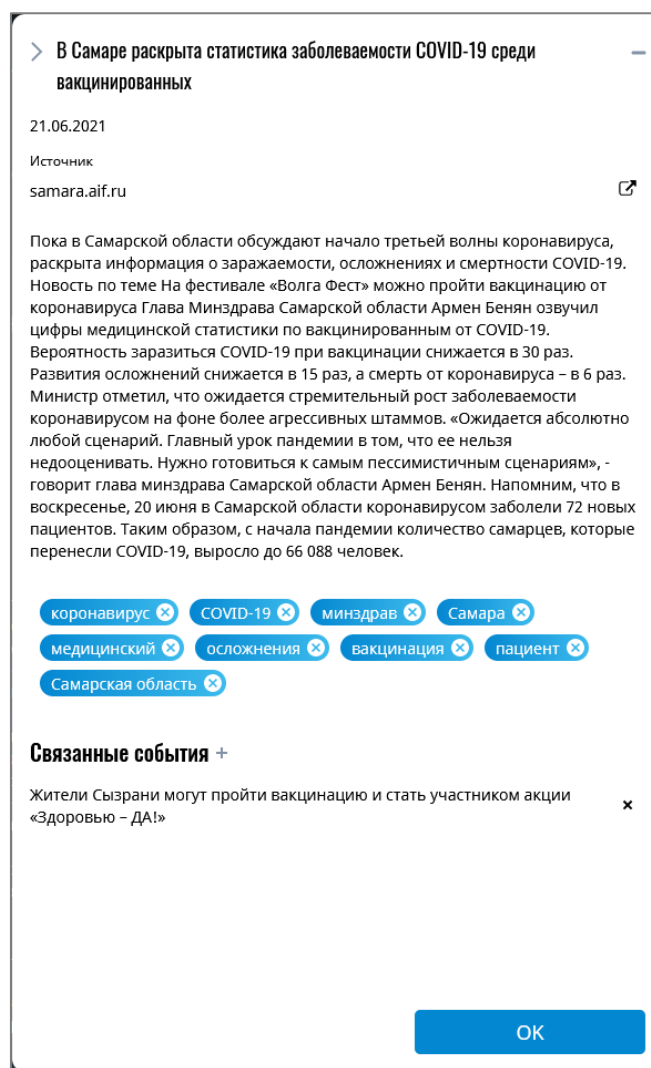 В Самаре раскрыта статистика заболеваемости COVID-19 среди
вакцинированных
21.06.2021
Источник
samara.aif.ru
Пока в Самарской области обсуждают начало третьей волны коронавируса,
раскрыта информация о заражаемости, осложнениях и смертности COVID-19.
Новость по теме На фестивале «Волга Фест» можно пройти вакцинацию от
коронавируса Глава Минздрава Самарской области Армен Бенян озвучил
цифры медицинской статистики по вакцинированным от COVID-19.
Вероятность заразиться COVID-19 при вакцинации снижается в 30 раз.
Развития осложнений снижается в 15 раз, а смерть от коронавируса – в 6 раз.
Министр отметил, что ожидается стремительный рост заболеваемости
коронавирусом на фоне более агрессивных штаммов. «Ожидается абсолютно
любой сценарий. Главный урок пандемии в том, что ее нельзя
недооценивать. Нужно готовиться к самым пессимистичным сценариям», -
говорит глава минздрава Самарской области Армен Бенян. Напомним, что в
воскресенье, 20 июня в Самарской области коронавирусом заболели 72 новых
пациентов. Таким образом, с начала пандемии количество самарцев, которые
перенесли COVID-19, выросло до 66 088 человек.
коронавирус COVID-19 минздрав Самара
медицинский осложнения вакцинация пациент
Самарская область
Связанные события +
Жители Сызрани могут пройти вакцинацию и стать участником акции
«Здоровью – ДА!»
OK